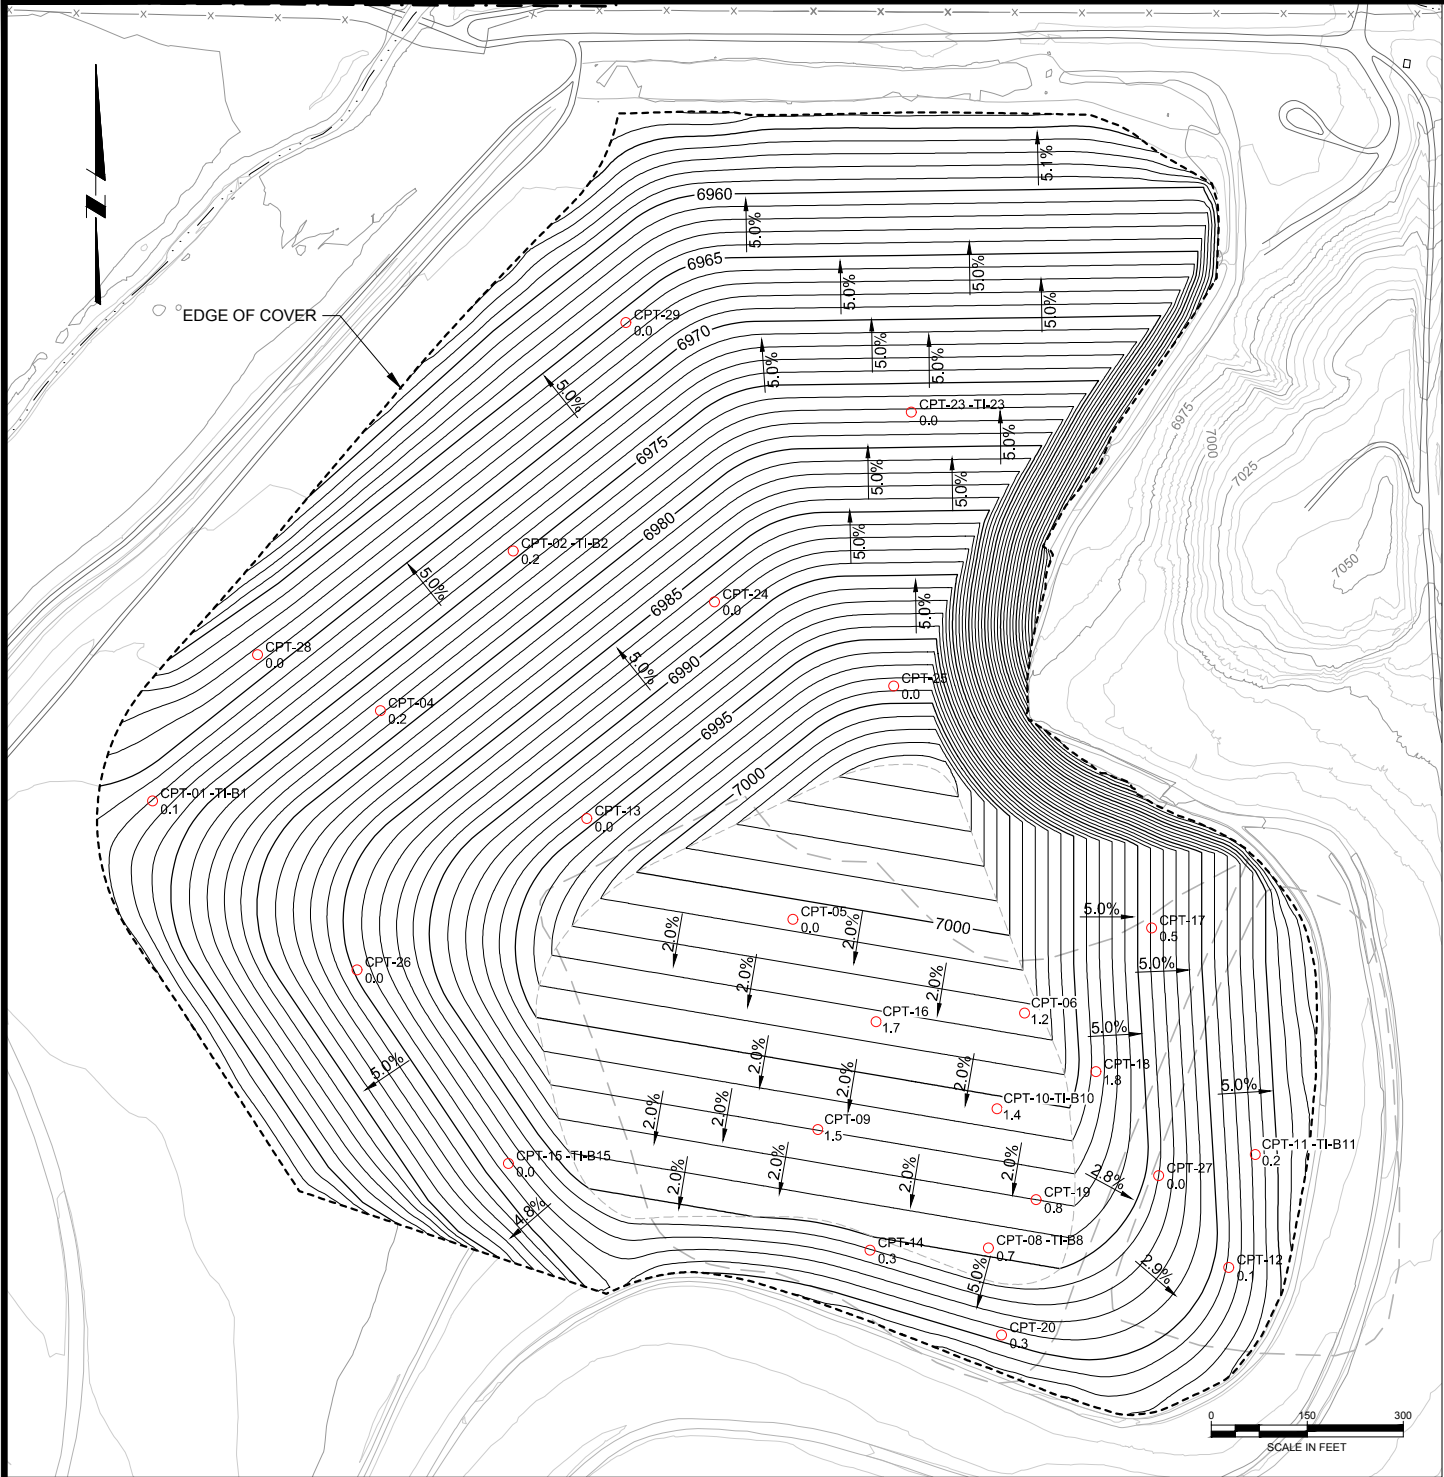 N
5.1%
6960
5.0%
6965
5.0%
5.0%
5.0%
EDGE OF COVER
CPT-29
0.0
6970
5.0%
5.0%
5.0%
5.0%
CPT-23 -TI-23
0.0
6975
7000
7025
7050
6975
5.0%
5.0%
5.0%
6980
5.0%
CPT-02 -TI-B2
0.2
5.0%
6985
CPT-24
0.0
5.0%
CPT-28
0.0
5.0%
6990
CPT-25
0.0
CPT-04
0.2
6995
7000
CPT-01 -TI-B1
0.1
CPT-13
0.0
CPT-05
0.0
7000
2.0%
2.0%
5.0%
CPT-17
0.5
5.0%
CPT-26
0.0
2.0%
2.0%
CPT-16
1.7
CPT-06
1.2
5.0%
5.0%
2.0%
2.0%
2.0%
CPT-18
1.8
5.0%
2.0%
2.0%
CPT-09
1.5
CPT-10-TI-B10
1.4
CPT-15 -TI-B15
0.0
2.0%
2.0%
2.0%
2.0%
2.8%
CPT-11 -TI-B11
0.2
CPT-27
0.0
CPT-19
0.8
4.8%
CPT-14
0.3
CPT-08 -TI-B8
0.7
5.0%
2.9%
CPT-12
0.1
CPT-20
0.3
0 150 300
SCALE IN FEET